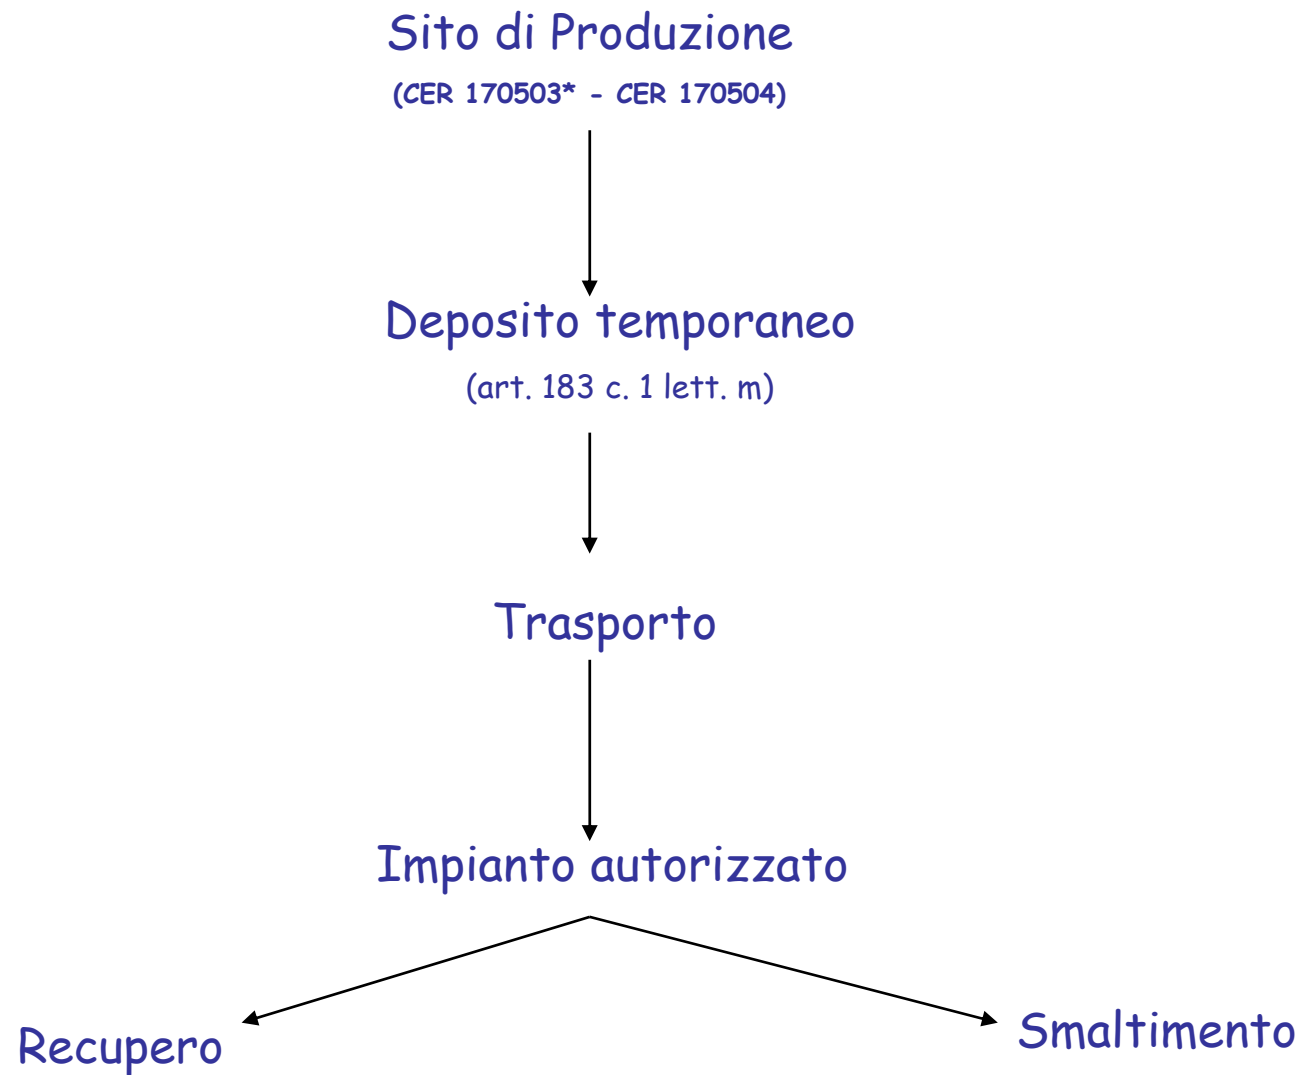 Sito di Produzione
(CER 170503* - CER 170504)
Deposito temporaneo
(art. 183 c. 1 lett. m)
Trasporto
Impianto autorizzato
Recupero
Smaltimento